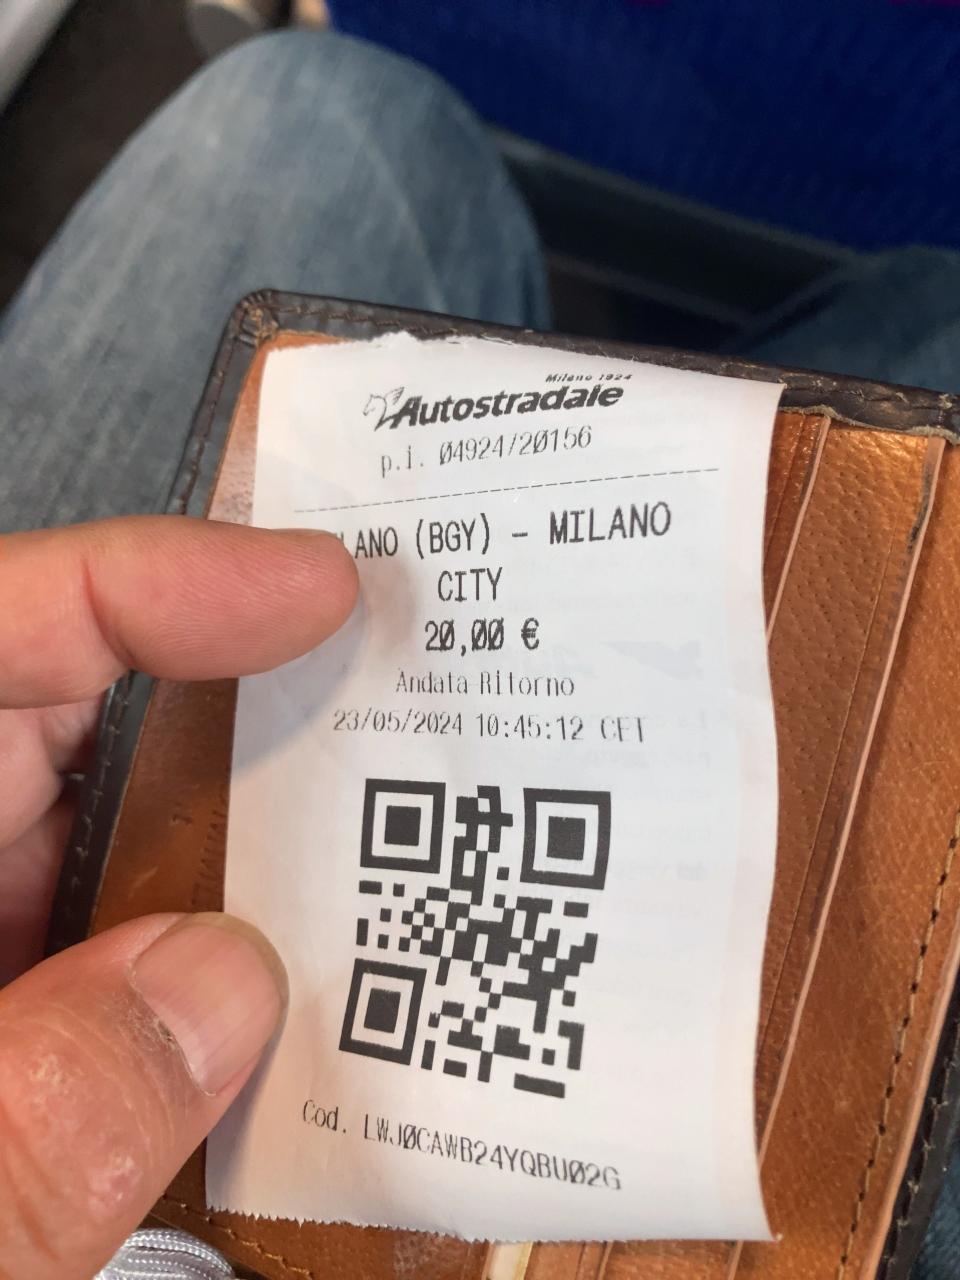 Milano 1924
Autostradale
p.i. 04924/20156
LANO (BGY) - MILANO
CITY
20,00 €
Andata Ritorno
23/05/2024 10:45:12 CET
Cod. LWJ0CAWB24YQBU02G